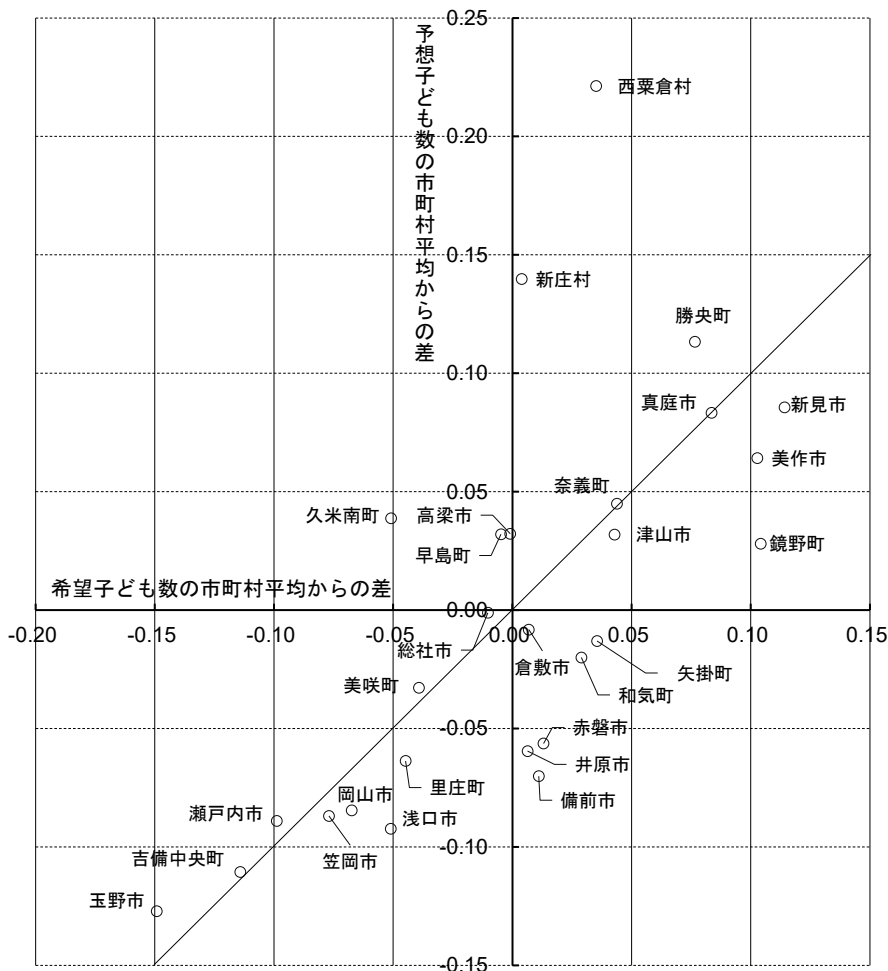 0.25
予想子ども数の市町村平均からの差
西粟倉村
0.20
0.15
新庄村
勝央町
0.10
真庭市
新見市
美作市
0.05
奈義町
久米南町
高梁市
早島町
津山市
鏡野町
希望子ども数の市町村平均からの差
0.00
-0.20
-0.15
-0.10
-0.05
0.00
0.05
0.10
0.15
総社市
倉敷市
矢掛町
和気町
美咲町
-0.05
赤磐市
井原市
備前市
里庄町
岡山市
瀬戸内市
浅口市
笠岡市
-0.10
吉備中央町
玉野市
-0.15